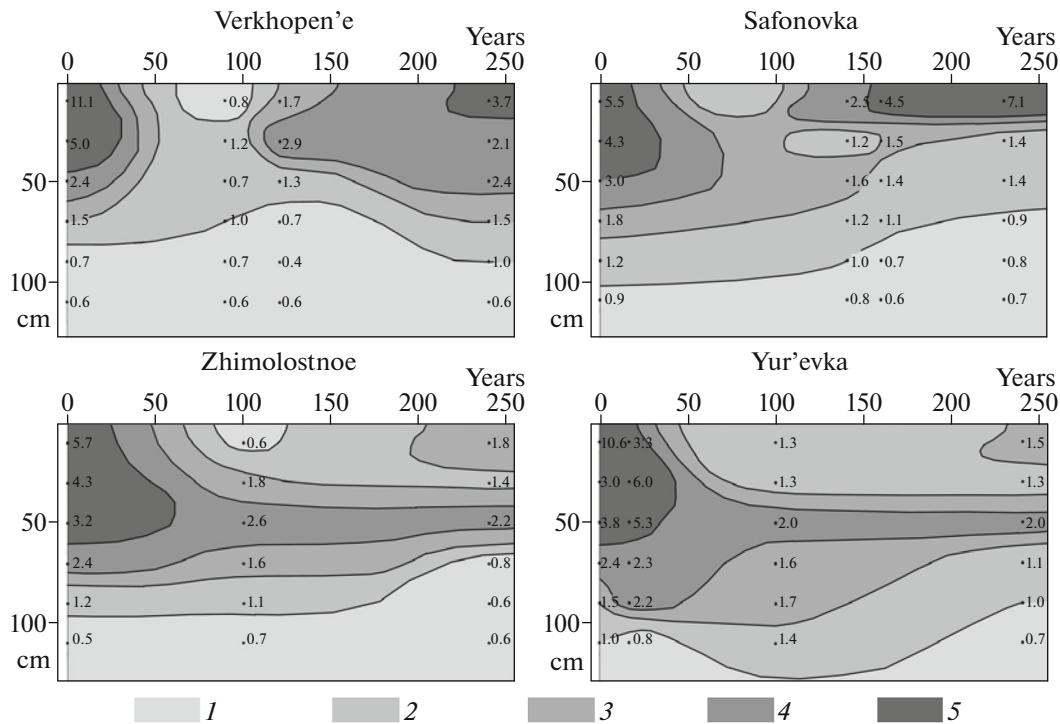 Verkhopen’e Safonovka
Years Years
0 50 100 150 200 250 0 50 100 150 200 250
11.1 0.8 1.7 3.7 5.5 2.5 4.5 7.1
5.0 1.2 2.9 2.1 4.3 1.2 1.5 1.4
50 2.4 0.7 1.3 2.4 50 3.0 1.6 1.4 1.4
1.5 1.0 0.7 1.5 1.8 1.2 1.1 0.9
0.7 0.7 0.4 1.0 1.2 1.0 0.7 0.8
100 100
0.6 0.6 0.6 0.6 0.9 0.8 0.6 0.7
cm cm
Zhimolostnoe Yur’evka
Years Years
0 50 100 150 200 250 0 50 100 150 200 250
5.7 0.6 1.8 10.6 3.3 1.3 1.5
4.3 1.8 1.4 3.0 6.0 1.3 1.3
50 3.2 2.6 2.2 50 3.8 5.3 2.0 2.0
2.4 1.6 0.8 2.4 2.3 1.6 1.1
1.2 1.1 0.6 1.5 2.2 1.7 1.0
100 100
0.5 0.7 0.6 1.0 0.8 1.4 0.7
cm cm
1 2 3 4 5